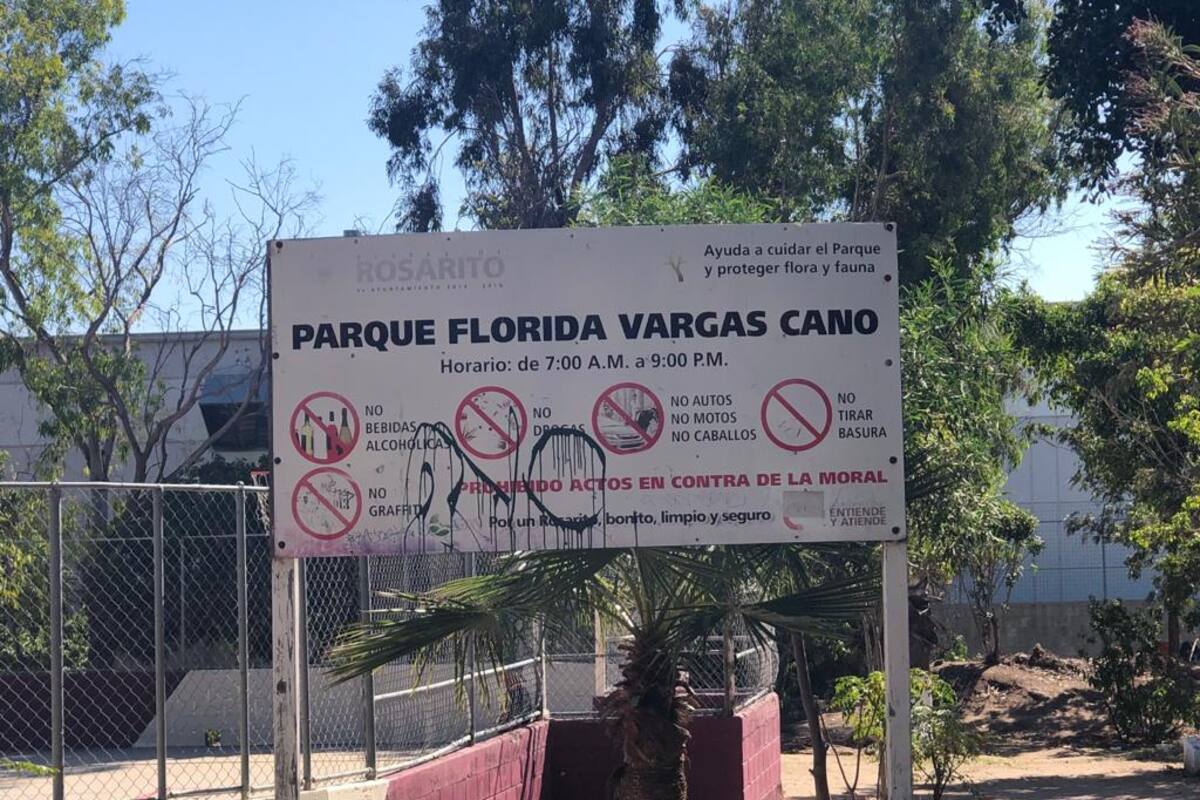 ROSARITO
Ayuda a cuidar el Parque
y proteger flora y fauna
PARQUE FLORIDA VARGAS CANO
Horario: de 7:00 A.M. a 9:00 P.M.
NO
BEBIDAS
ALCOHÓLICAS
NO
DROGAS
NO AUTOS
NO MOTOS
NO CABALLOS
NO
TIRAR
BASURA
NO
GRAFFITI
PROHIBIDO ACTOS EN CONTRA DE LA MORAL
Por un Rosarito, bonito, limpio y seguro
ENTIENDE
Y ATIENDE